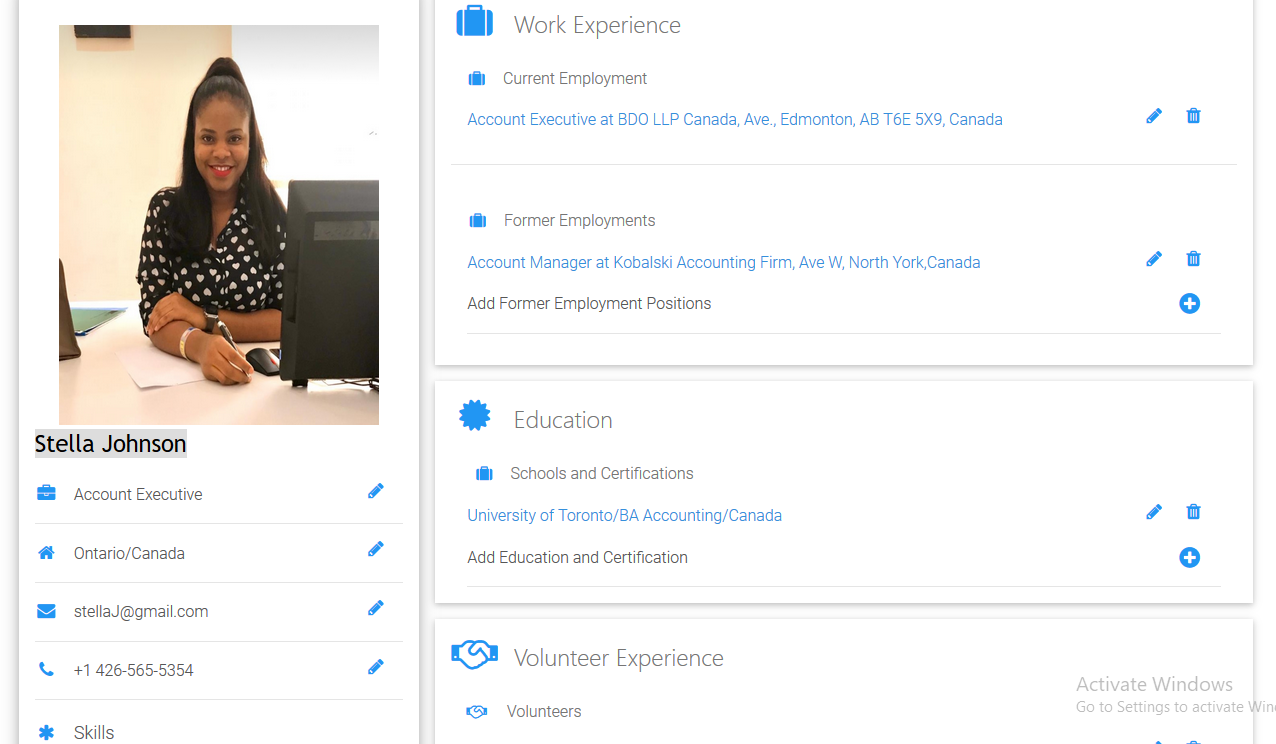 Stella Johnson
Account Executive
Ontario/Canada
stellaJ@gmail.com
+1 426-565-5354
Skills
Work Experience
Current Employment
Account Executive at BDO LLP Canada, Ave., Edmonton, AB T6E 5X9, Canada
Former Employments
Account Manager at Kobalski Accounting Firm, Ave W, North York,Canada
Add Former Employment Positions
Education
Schools and Certifications
University of Toronto/BA Accounting/Canada
Add Education and Certification
Volunteer Experience
Volunteers
Activate Windows
Go to Settings to activate Win